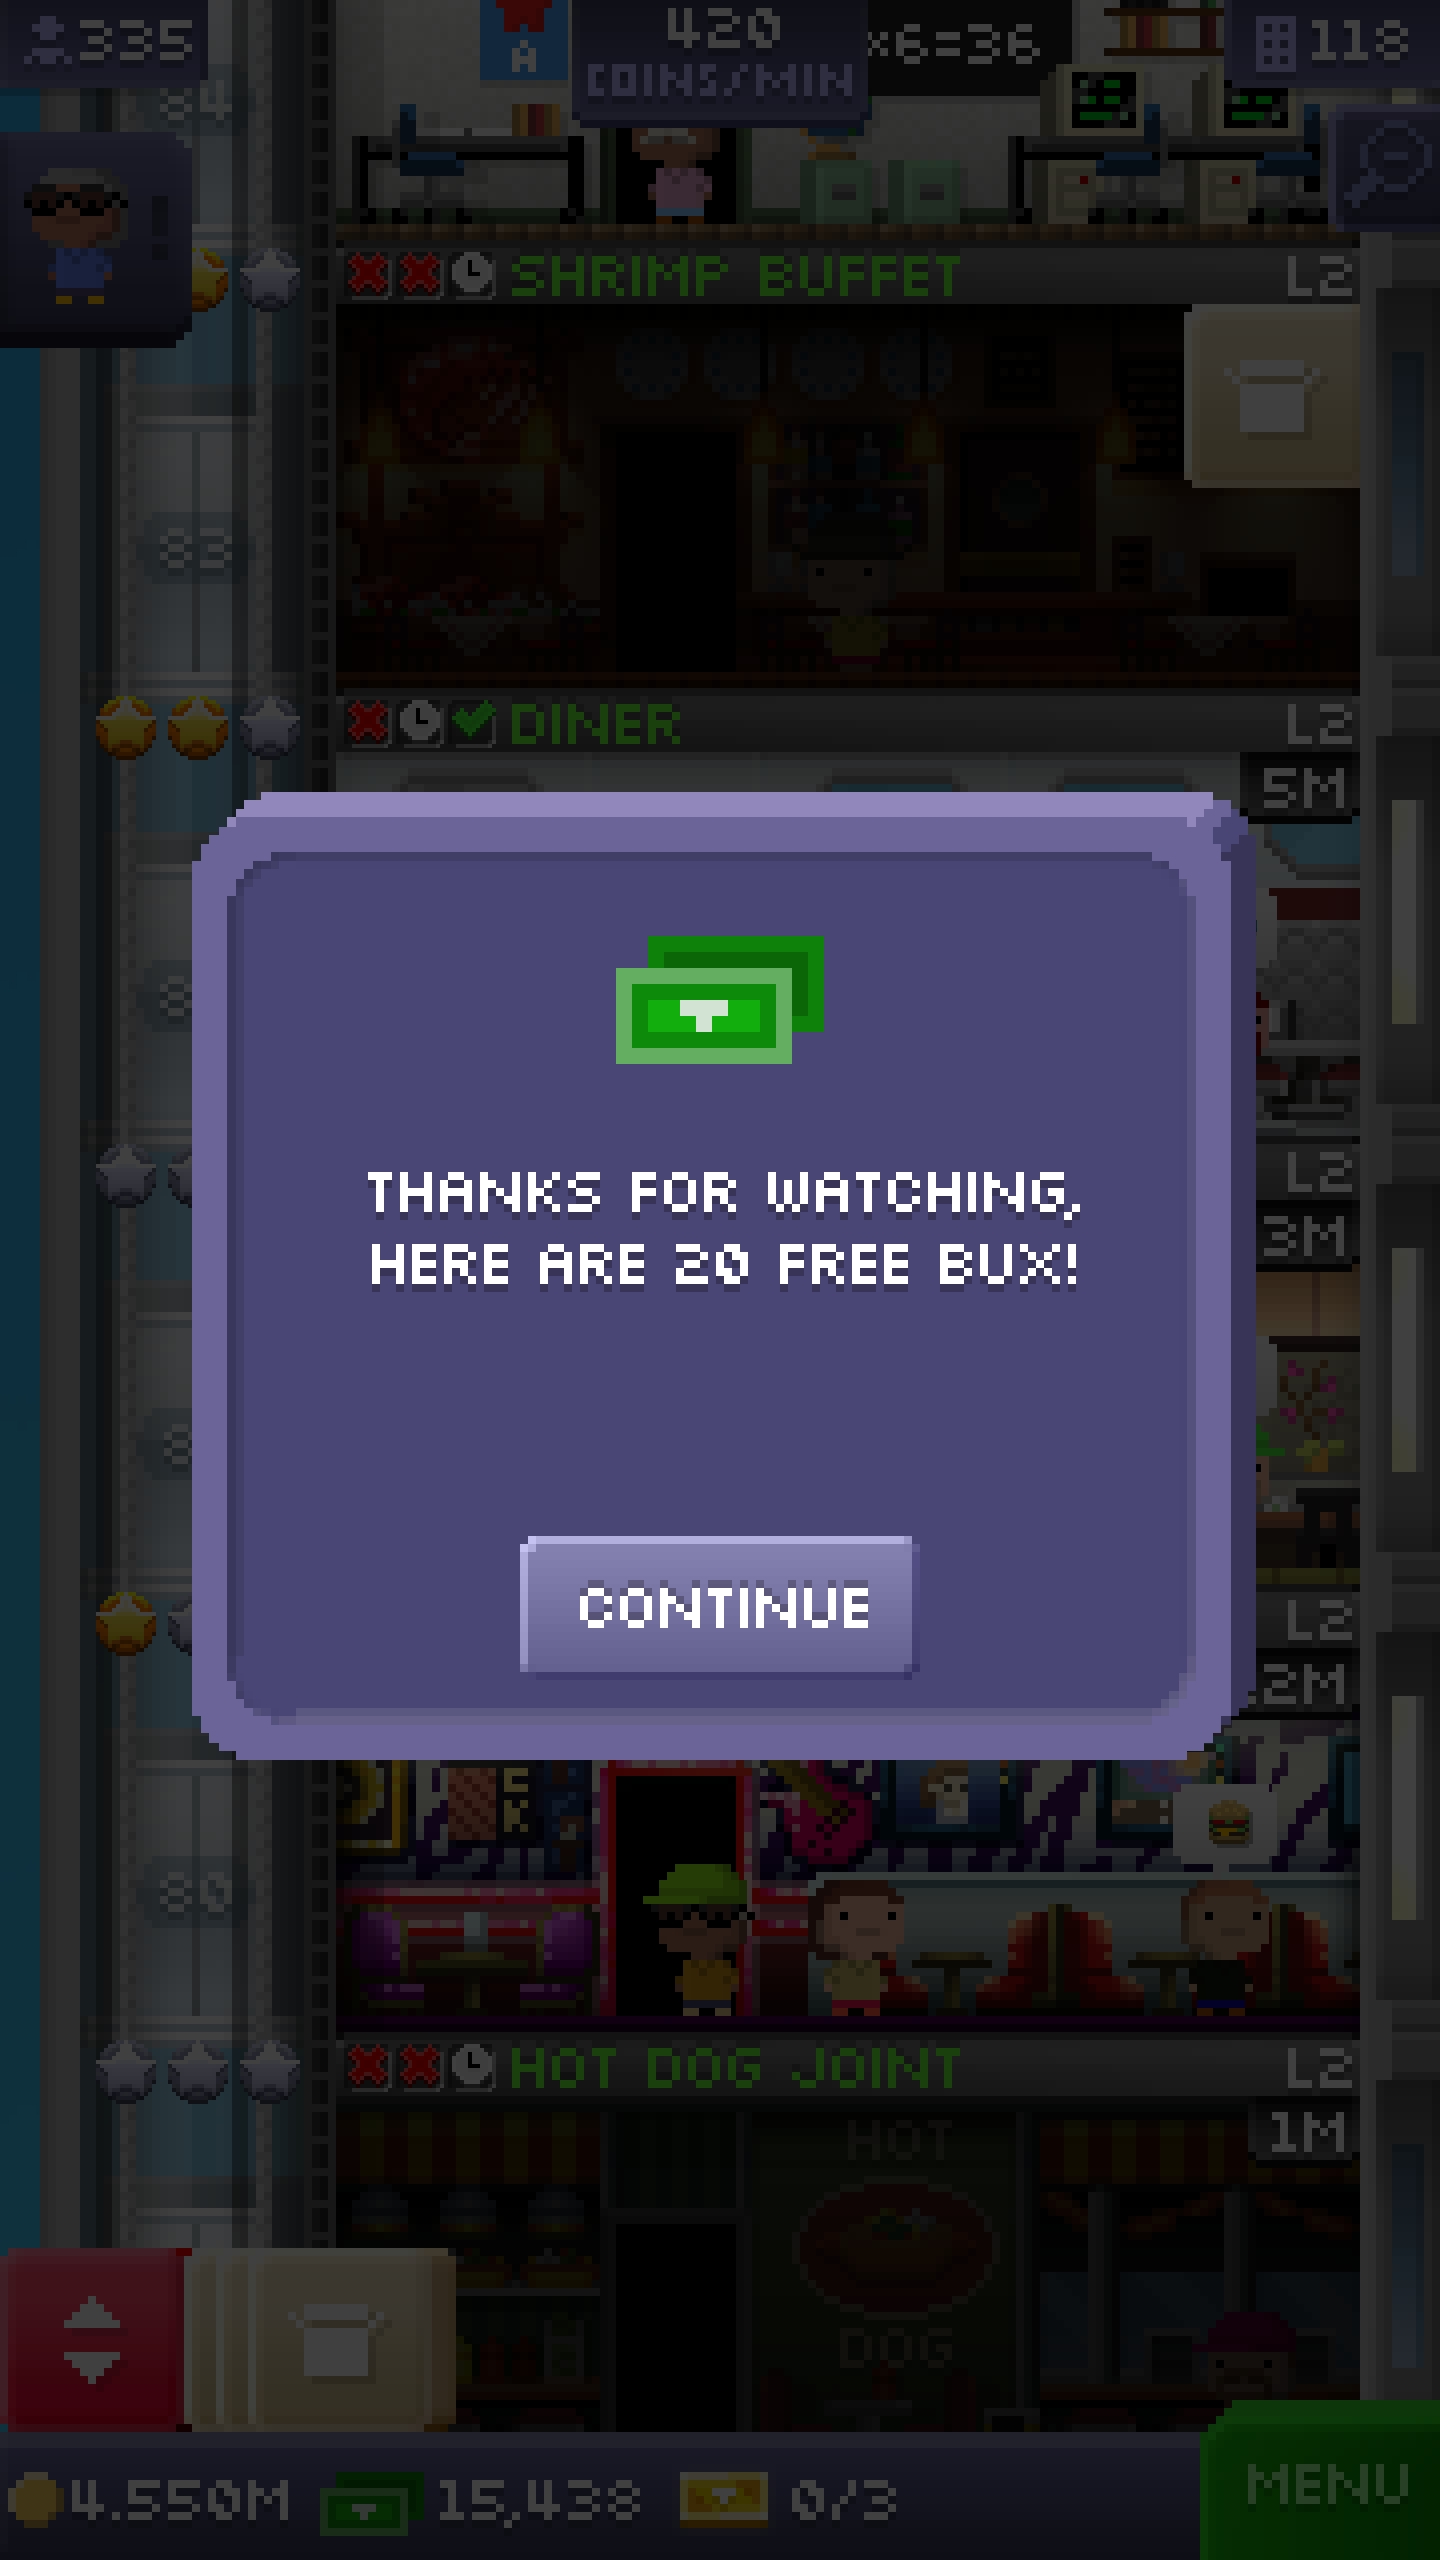 335
A
420
COINS/MIN
×6=36
118
84
SHRIMP BUFFET
L2
83
DINER
L2
5M
THANKS FOR WATCHING,
HERE ARE 20 FREE BUX!
L2
3M
CONTINUE
L2
2M
80
HOT DOG JOINT
L2
1M
HOT
DOG
4.550M
15,438
0/3
MENU